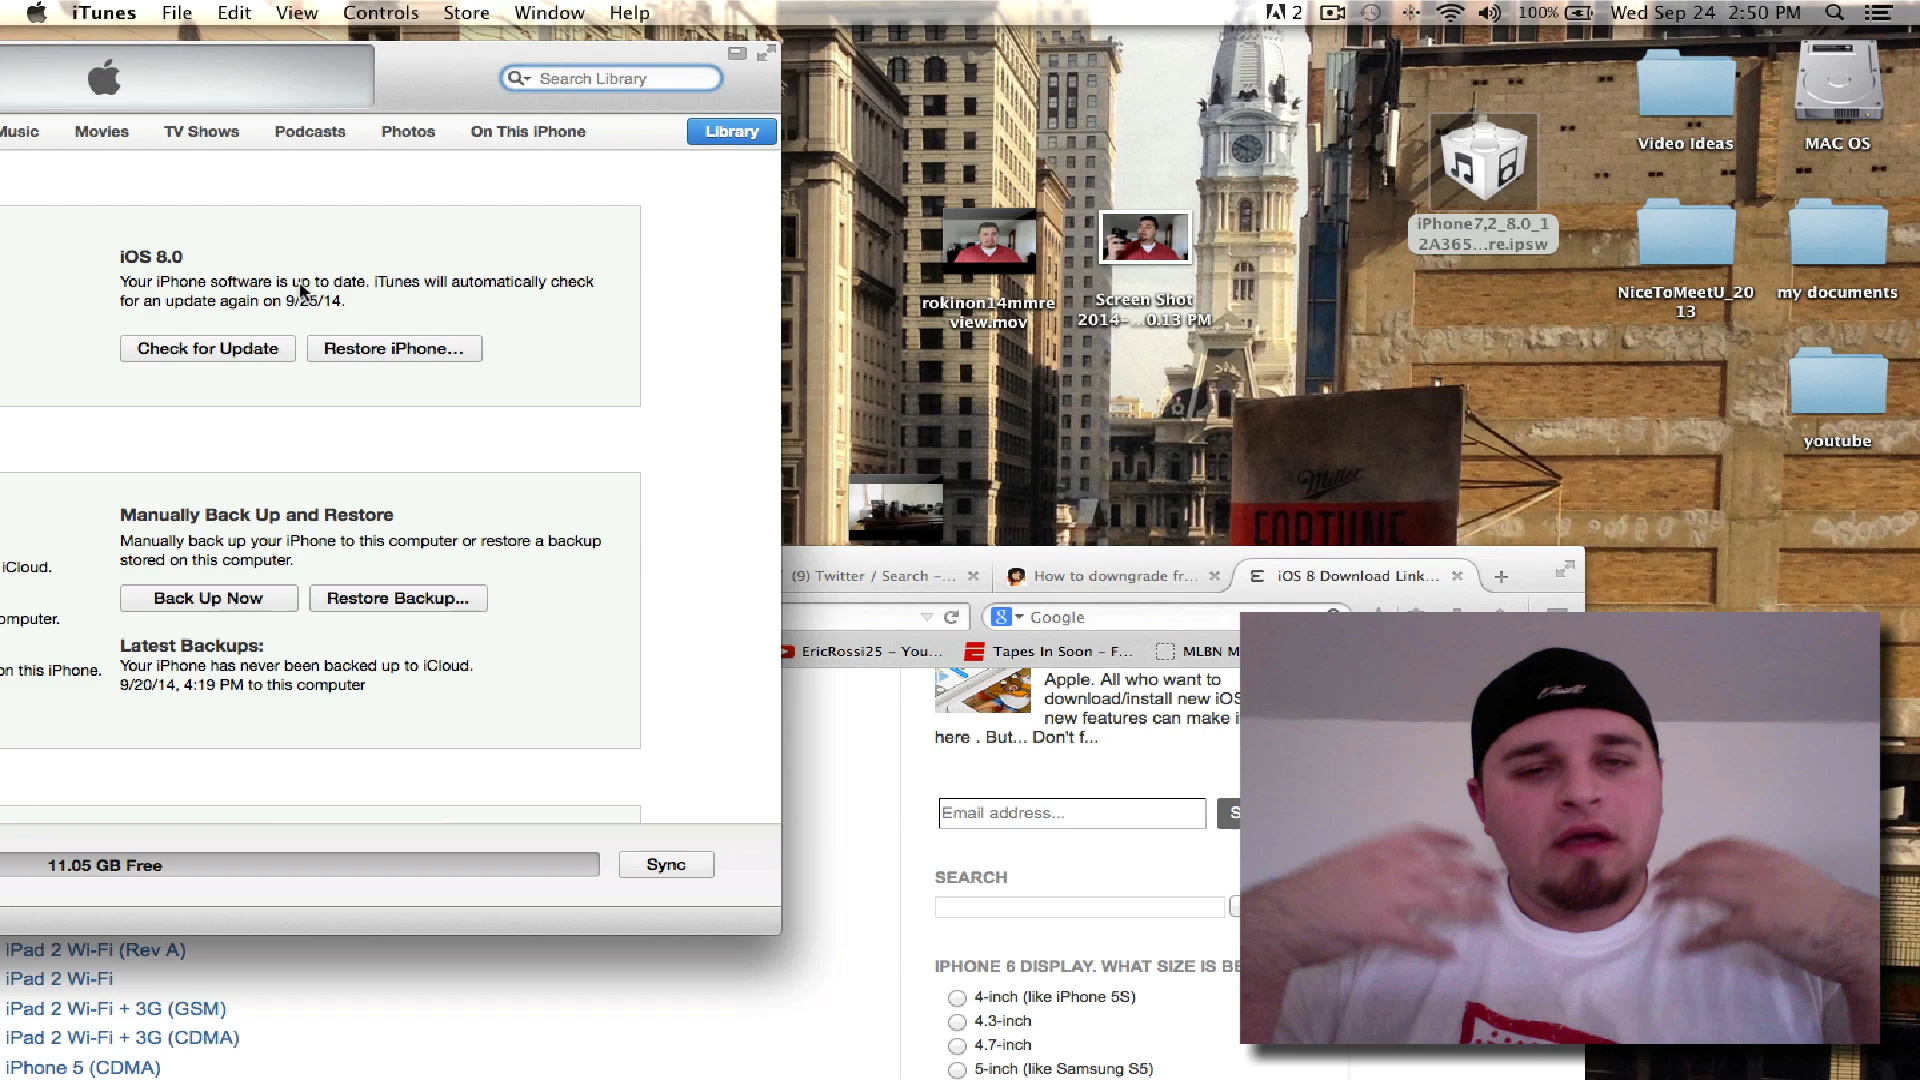 iTunes File Edit View Controls Store Window Help
2 100% Wed Sep 24 2:50 PM
Search Library
Music Movies TV Shows Podcasts Photos On This iPhone Library
iOS 8.0
Your iPhone software is up to date. iTunes will automatically check
for an update again on 9/25/14.
Check for Update Restore iPhone...
Manually Back Up and Restore
Manually back up your iPhone to this computer or restore a backup
stored on this computer.
iCloud.
Back Up Now Restore Backup...
omputer.
Latest Backups:
Your iPhone has never been backed up to iCloud.
on this iPhone.
9/20/14, 4:19 PM to this computer
11.05 GB Free Sync
iPad 2 Wi-Fi (Rev A)
iPad 2 Wi-Fi
iPad 2 Wi-Fi + 3G (GSM)
iPad 2 Wi-Fi + 3G (CDMA)
iPhone 5 (CDMA)
rokinon14mmre
view.mov
Screen Shot
2014-...0.13 PM
iPhone7,2_8.0_1
2A365...re.ipsw
Video Ideas
MAC OS
NiceToMeetU_20
13
my documents
youtube
Miller
FORTUNE
(9) Twitter / Search -... How to downgrade fr... iOS 8 Download Link...
Google
EricRossi25 - You... Tapes In Soon - F... MLBN M
Apple. All who want to
download/install new iOS
new features can make i
here . But... Don't f...
Email address... S
SEARCH
IPHONE 6 DISPLAY. WHAT SIZE IS BE
4-inch (like iPhone 5S)
4.3-inch
4.7-inch
5-inch (like Samsung S5)